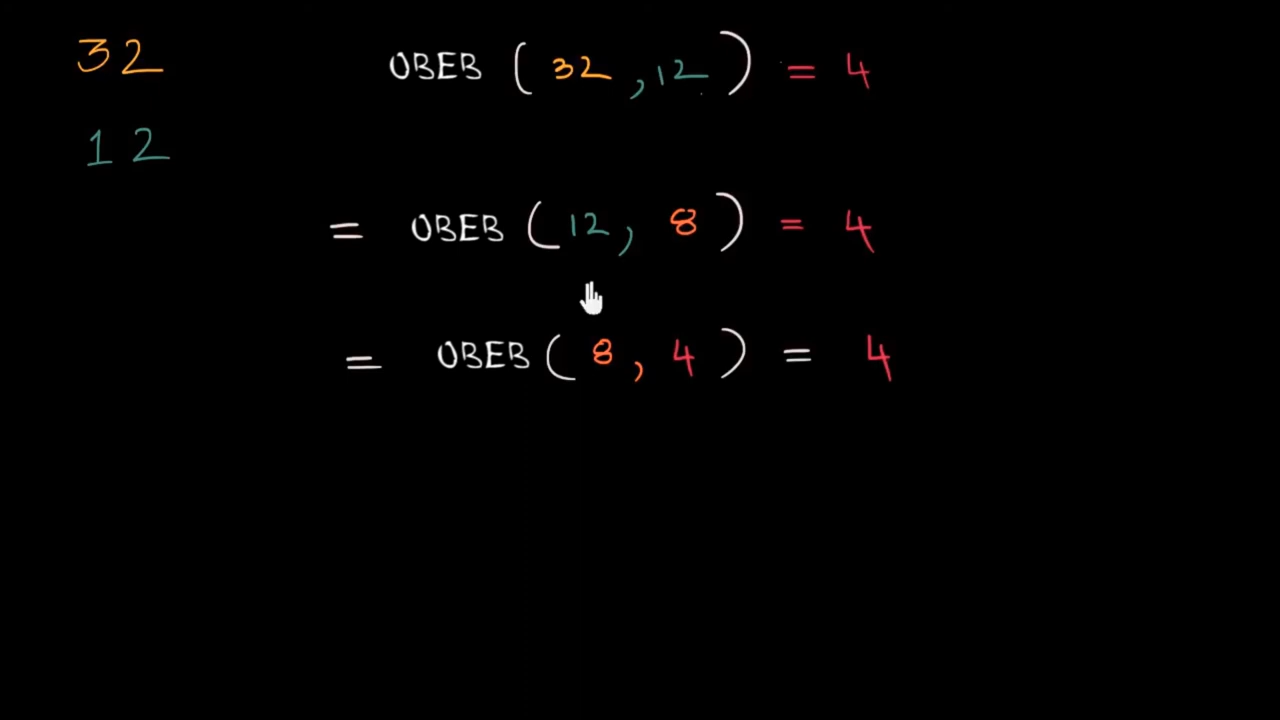 32
OBEB ( 32 , 12 ) = 4
12
= OBEB ( 12 , 8 ) = 4
= OBEB ( 8 , 4 ) = 4